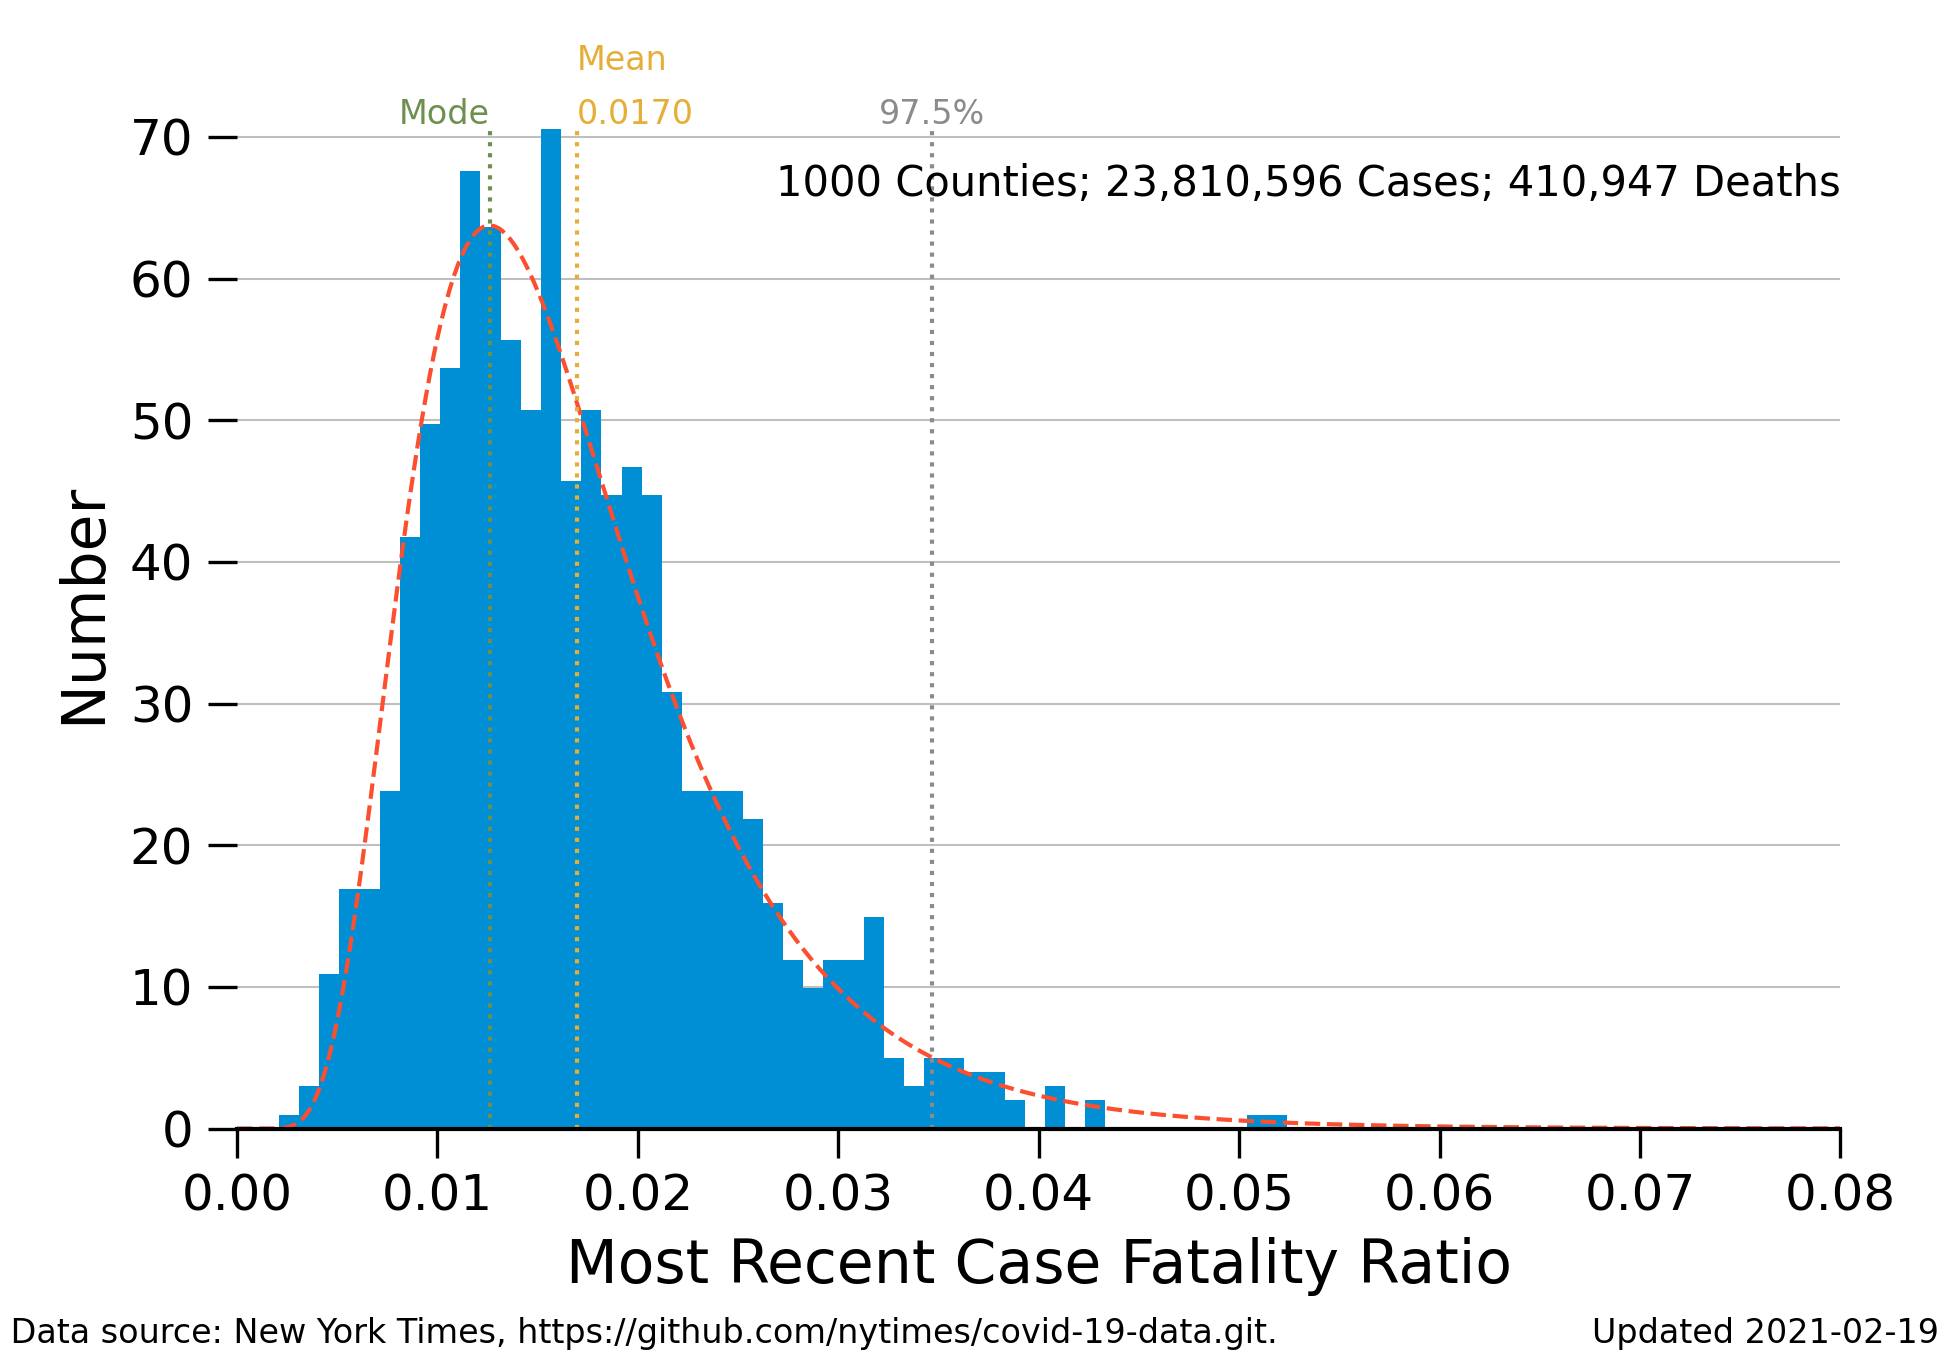 Mean
Mode 0.0170 97.5%
70
1000 Counties; 23,810,596 Cases; 410,947 Deaths
60
50
40
30
20
10
0
Number
0.00 0.01 0.02 0.03 0.04 0.05 0.06 0.07 0.08
Most Recent Case Fatality Ratio
Data source: New York Times, https://github.com/nytimes/covid-19-data.git. Updated 2021-02-19